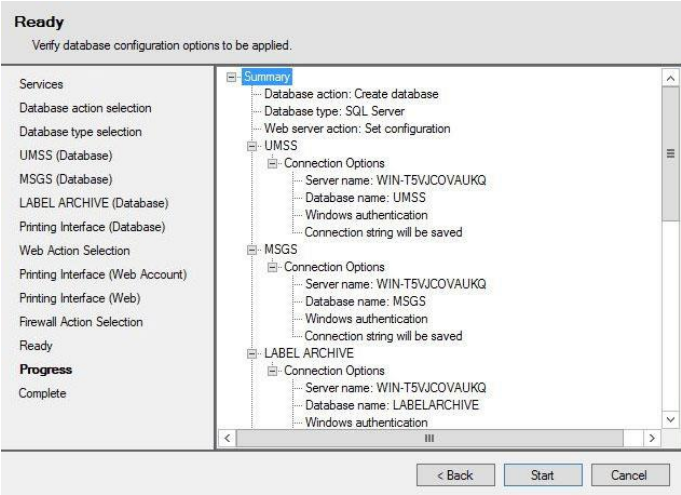 Ready
Verify database configuration options to be applied.
Services
Database action selection
Database type selection
UMSS (Database)
MSGS (Database)
LABEL ARCHIVE (Database)
Printing Interface (Database)
Web Action Selection
Printing Interface (Web Account)
Printing Interface (Web)
Firewall Action Selection
Ready
Progress
Complete
Summary
Database action: Create database
Database type: SQL Server
Web server action: Set configuration
UMSS
Connection Options
Server name: WIN-T5VJCOVAUKQ
Database name: UMSS
Windows authentication
Connection string will be saved
MSGS
Connection Options
Server name: WIN-T5VJCOVAUKQ
Database name: MSGS
Windows authentication
Connection string will be saved
LABEL ARCHIVE
Connection Options
Server name: WIN-T5VJCOVAUKQ
Database name: LABELARCHIVE
Windows authentication
< Back
Start
Cancel